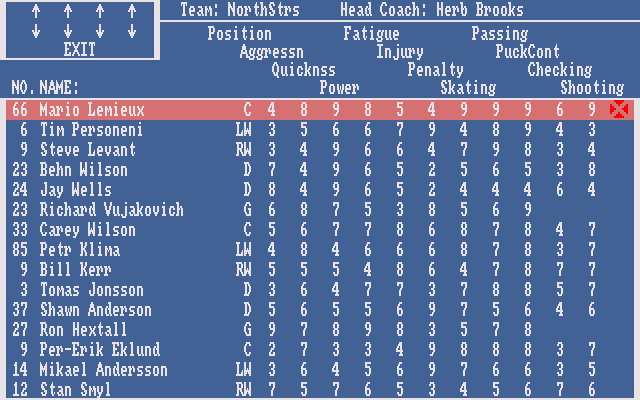 Team: NorthStrs Head Coach: Herb Brooks
Position Fatigue Passing
Aggressn Injury PuckCont
EXIT
Quicknss Penalty Checking
NO. NAME: Power Skating Shooting
66 Mario Lemieux C 4 8 9 8 5 4 9 9 9 6 9
6 Tim Personeni LW 3 5 6 6 7 9 4 8 9 4 3
9 Steve Levant RW 3 4 9 6 6 4 7 9 8 3 4
23 Behn Wilson D 7 4 9 6 5 2 5 6 5 3 8
24 Jay Wells D 8 4 9 6 5 2 4 4 4 6 4
23 Richard Vujakovich G 6 8 7 5 3 8 5 6 9
33 Carey Wilson C 5 6 7 7 8 6 8 7 8 4 7
85 Petr Klima LW 4 8 4 6 6 6 8 7 8 3 7
9 Bill Kerr RW 5 5 5 4 8 6 4 7 8 7 7
3 Tomas Jonsson D 3 6 4 7 7 3 7 8 8 5 7
37 Shawn Anderson D 5 6 5 5 6 9 7 5 6 4 6
27 Ron Hextall G 9 7 8 9 8 3 5 7 8
9 Per-Erik Eklund C 2 7 3 3 4 9 8 8 8 3 7
14 Mikael Andersson LW 3 6 4 5 6 9 7 6 6 3 5
12 Stan Smyl RW 7 5 7 6 5 3 4 5 6 7 6